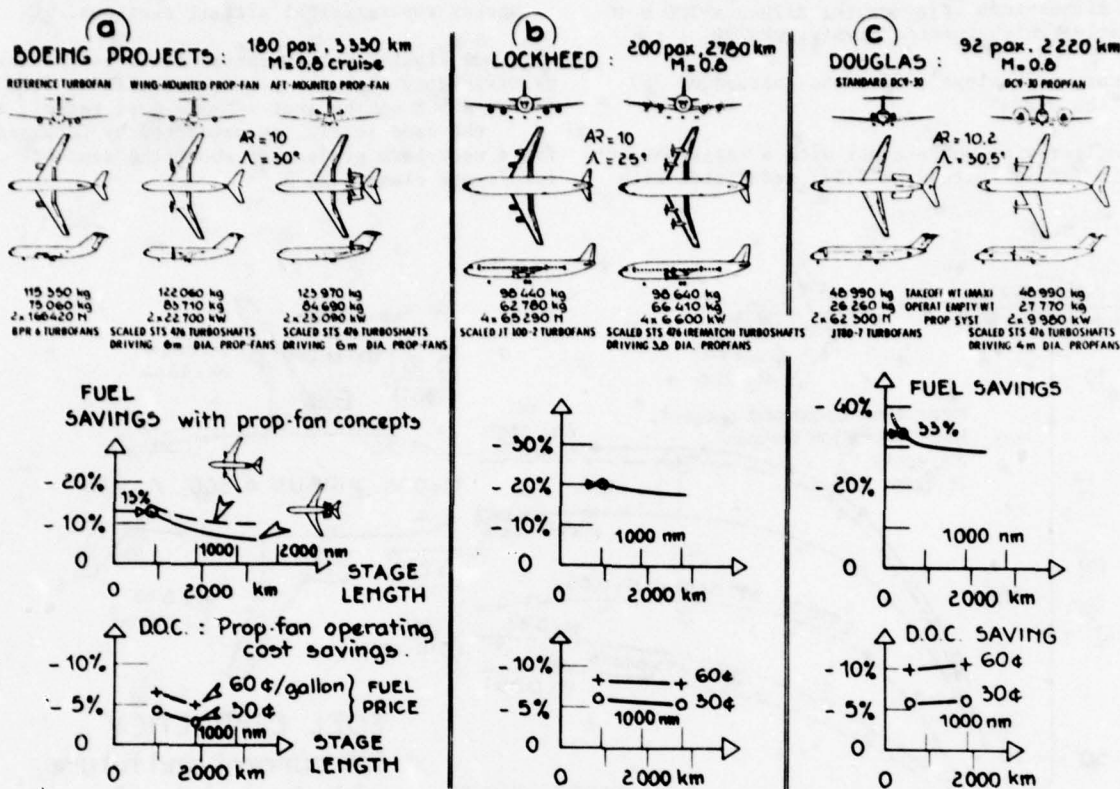 a
BOEING PROJECTS: 180 pax. 3330 km
M=0.8 cruise
REFERENCE TURBOFAN WING-MOUNTED PROP-FAN AFT-MOUNTED PROP-FAN
AR=10
Λ=30°
115 350 kg 122 060 kg 123 970 kg
75 060 kg 83 710 kg 84 690 kg
2x 168 420 N 2x 22 700 kW 2x 23 090 kW
BPR 6 TURBOFANS SCALED STS 476 TURBOSHAFTS SCALED STS 476 TURBOSHAFTS
DRIVING 6m DIA. PROP-FANS DRIVING 6m DIA. PROP-FANS
FUEL
SAVINGS with prop-fan concepts
- 20%
13%
- 10%
0
1000 2000 nm
0 2000 km
STAGE
LENGTH
D.O.C. : Prop-fan operating
cost savings
- 10%
60 ¢/gallon
- 5%
30¢
FUEL
PRICE
1000 nm
0
0 2000 km
STAGE
LENGTH
b
LOCKHEED : 200 pax. 2780 km
M=0.8
AR=10
Λ=25°
98 440 kg 98 640 kg
62 780 kg 66 410 kg
4x 65 290 N 4x 6 600 kW
SCALED JT 10D-2 TURBOFANS SCALED STS 476 (REMATCH) TURBOSHAFTS
DRIVING 3,8 DIA. PROPFANS
- 30%
- 20%
- 10%
1000 nm
0
0 2000 km
- 10%
60¢
- 5%
30¢
1000 nm
0
0 2000 km
c
DOUGLAS : 92 pax. 2220 km
M=0.8
STANDARD DC9-30 DC9-30 PROPFAN
AR=10,2
Λ=30,5°
48 990 kg TAKEOFF WT (MAX) 48 990 kg
26 260 kg OPERAT EMPTY WT 27 770 kg
2x 62 300 N PROP SYST 2x 9 980 kW
JT8D-7 TURBOFANS SCALED STS 476 TURBOSHAFTS
DRIVING 4m DIA. PROPFANS
FUEL SAVINGS
40%
33%
20%
1000 nm
0
0 2000 km
D.O.C. SAVING
- 10%
60¢
30¢
- 5%
1000 nm
0
0 2000 km